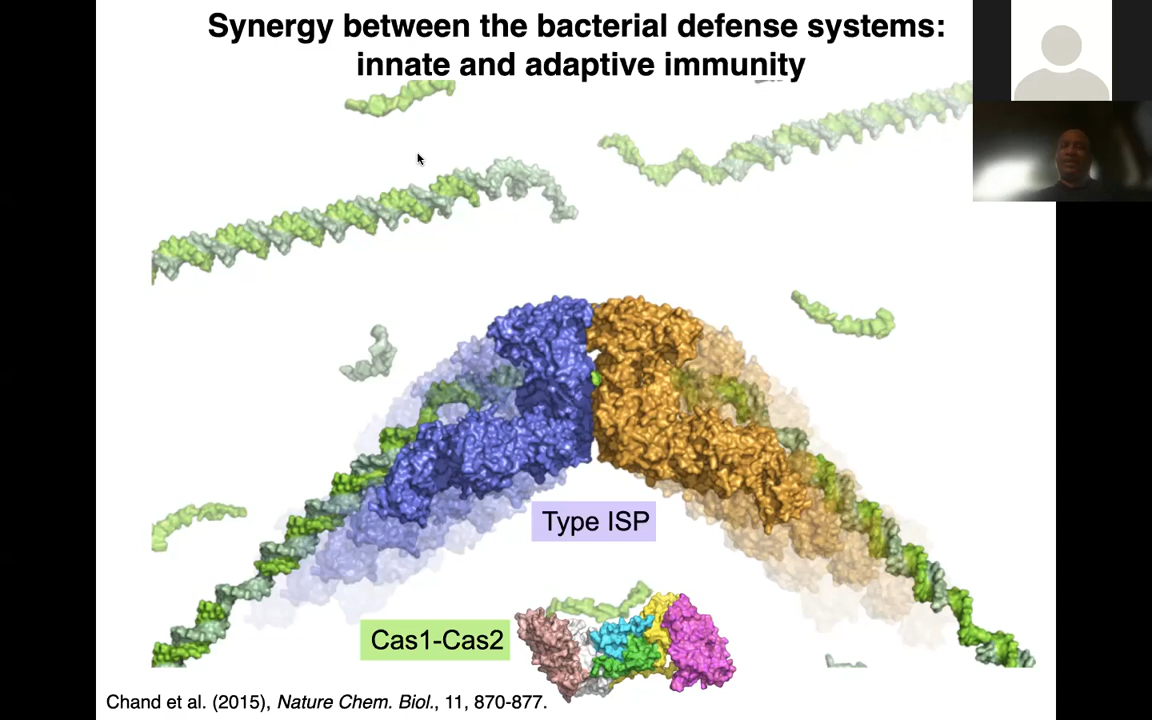 Synergy between the bacterial defense systems:
innate and adaptive immunity
Type ISP
Cas1-Cas2
Chand et al. (2015), Nature Chem. Biol., 11, 870-877.